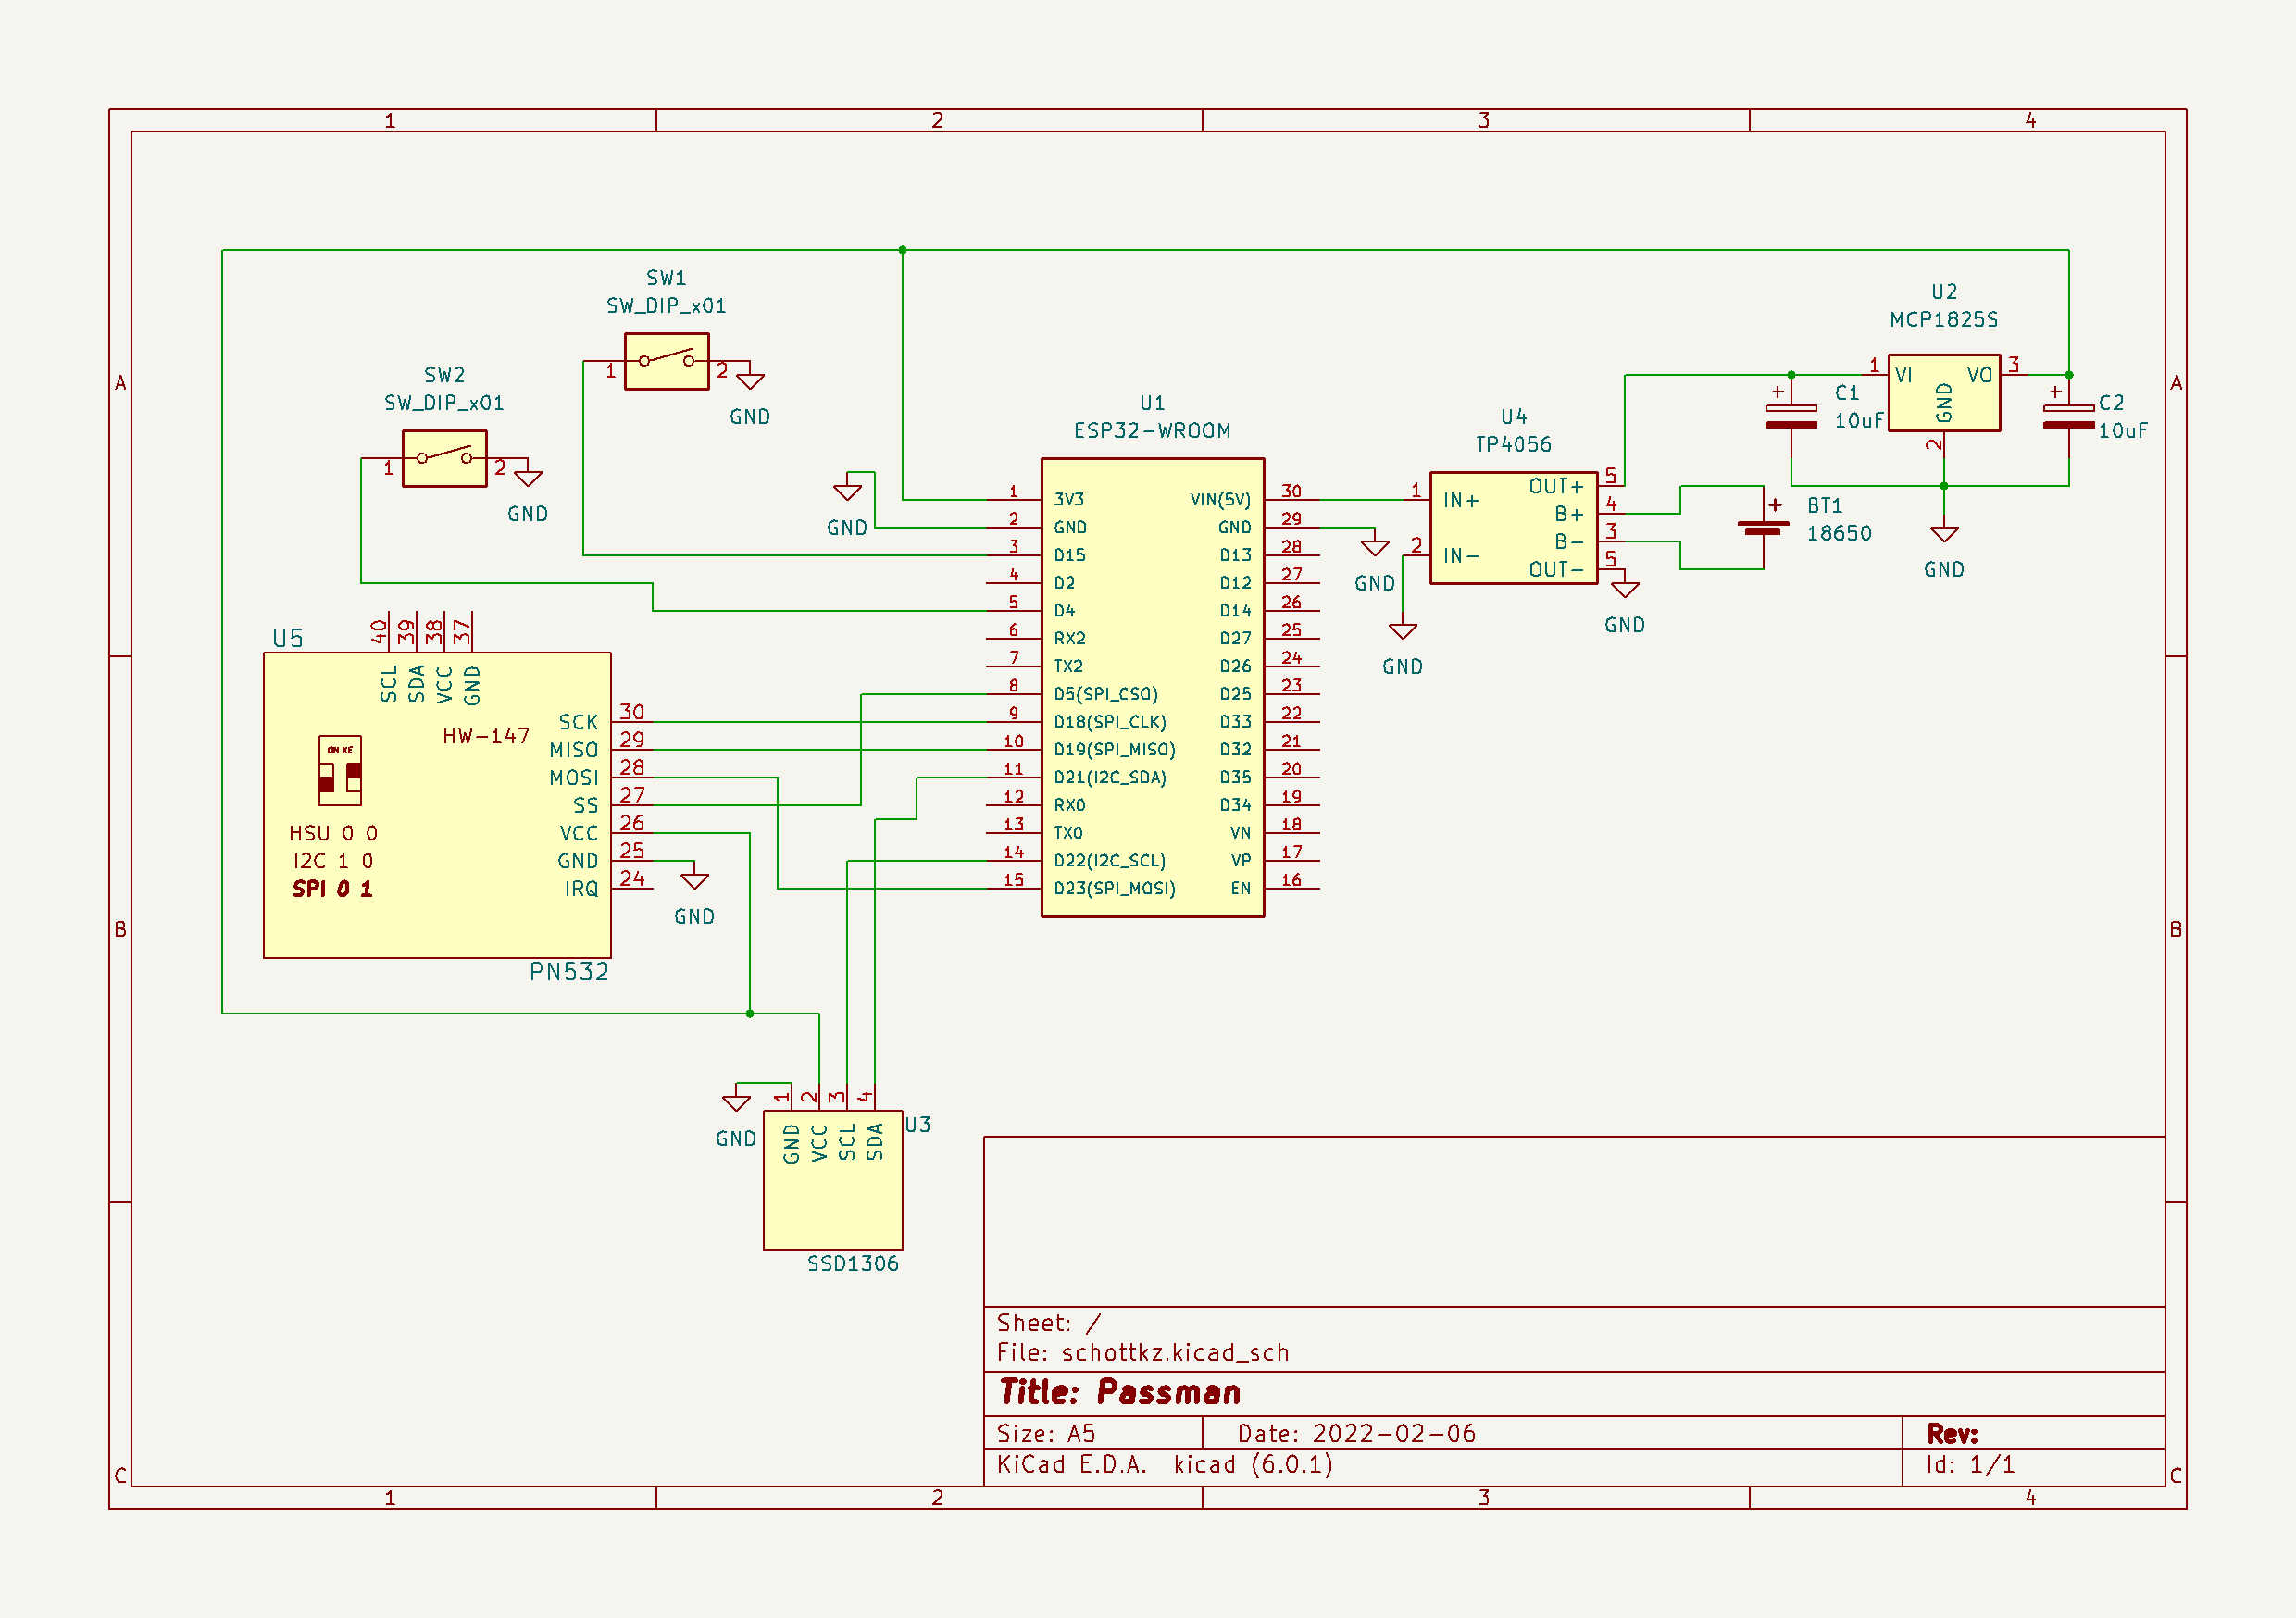 1 2 3 4
A A
B B
C C
SW1
SW_DIP_x01
1 2
GND
SW2
SW_DIP_x01
1 2
GND
GND
U1
ESP32-WROOM
1 3V3 VIN(5V) 30
2 GND GND 29
3 D15 D13 28
4 D2 D12 27
5 D4 D14 26
6 RX2 D27 25
7 TX2 D26 24
8 D5(SPI_CS0) D25 23
9 D18(SPI_CLK) D33 22
10 D19(SPI_MISO) D32 21
11 D21(I2C_SDA) D35 20
12 RX0 D34 19
13 TX0 VN 18
14 D22(I2C_SCL) VP 17
15 D23(SPI_MOSI) EN 16
GND
GND
U4
TP4056
1 IN+
2 IN-
OUT+ 5
B+ 4
B- 3
OUT- 5
GND
+
BT1
18650
+
C1
10uF
U2
MCP1825S
1 VI VO 3
GND
2
GND
+
C2
10uF
U5
40 39 38 37
SCL SDA VCC GND
HW-147
ON KE
HSU 0 0
I2C 1 0
SPI 0 1
SCK 30
MISO 29
MOSI 28
SS 27
VCC 26
GND 25
IRQ 24
PN532
GND
GND
1 2 3 4
GND VCC SCL SDA
U3
SSD1306
Sheet: /
File: schottkz.kicad_sch
Title: Passman
Size: A5 Date: 2022-02-06 Rev:
KiCad E.D.A. kicad (6.0.1) Id: 1/1
1 2 3 4